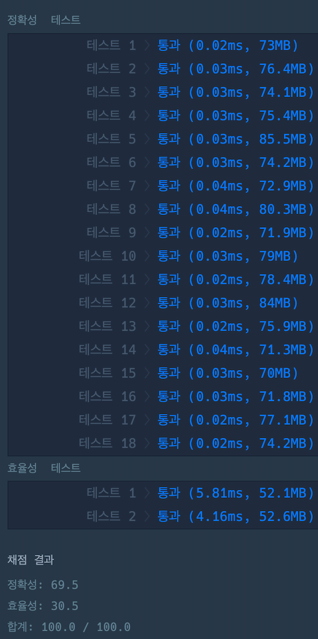 정확성  테스트
테스트 1 〉 통과 (0.02ms, 73MB)
테스트 2 〉 통과 (0.03ms, 76.4MB)
테스트 3 〉 통과 (0.03ms, 74.1MB)
테스트 4 〉 통과 (0.03ms, 75.4MB)
테스트 5 〉 통과 (0.03ms, 85.5MB)
테스트 6 〉 통과 (0.03ms, 74.2MB)
테스트 7 〉 통과 (0.04ms, 72.9MB)
테스트 8 〉 통과 (0.04ms, 80.3MB)
테스트 9 〉 통과 (0.02ms, 71.9MB)
테스트 10 〉 통과 (0.03ms, 79MB)
테스트 11 〉 통과 (0.02ms, 78.4MB)
테스트 12 〉 통과 (0.03ms, 84MB)
테스트 13 〉 통과 (0.02ms, 75.9MB)
테스트 14 〉 통과 (0.04ms, 71.3MB)
테스트 15 〉 통과 (0.03ms, 70MB)
테스트 16 〉 통과 (0.03ms, 71.8MB)
테스트 17 〉 통과 (0.02ms, 77.1MB)
테스트 18 〉 통과 (0.02ms, 74.2MB)
효율성  테스트
테스트 1 〉 통과 (5.81ms, 52.1MB)
테스트 2 〉 통과 (4.16ms, 52.6MB)
채점 결과
정확성: 69.5
효율성: 30.5
합계: 100.0 / 100.0